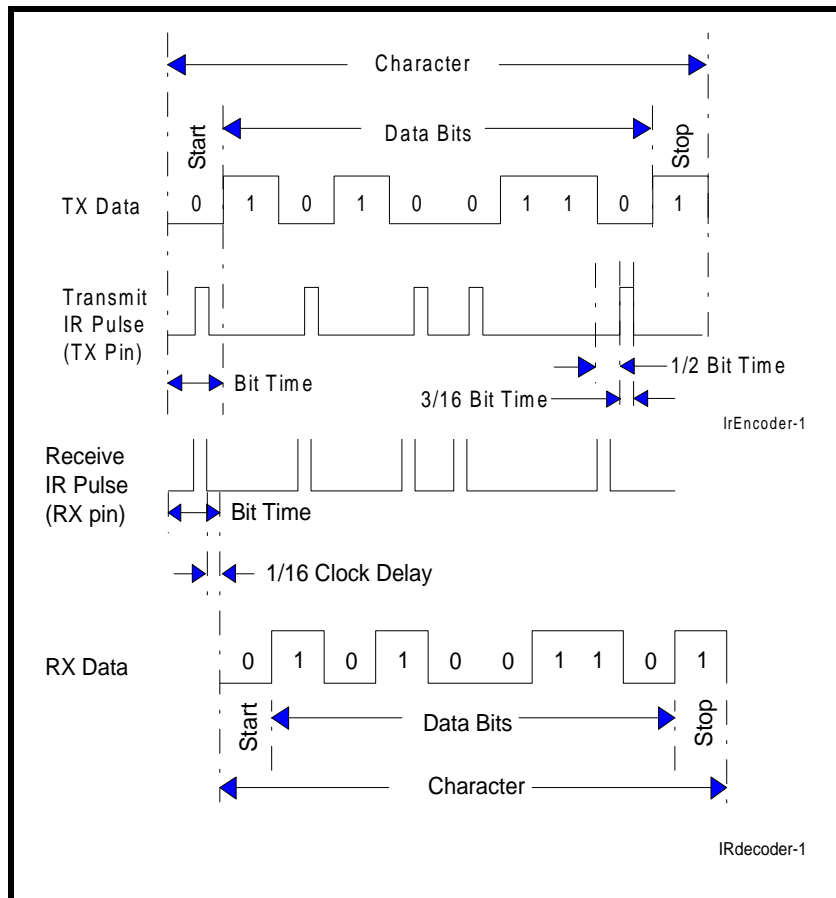 Character
Start
Data Bits
Stop
TX Data
0 1 0 1 0 0 1 1 0 1
Transmit
IR Pulse
(TX Pin)
Bit Time
1/2 Bit Time
3/16 Bit Time
IrEncoder-1
Receive
IR Pulse
(RX pin)
Bit Time
1/16 Clock Delay
RX Data
0 1 0 1 0 0 1 1 0 1
Start
Data Bits
Stop
Character
IRdecoder-1